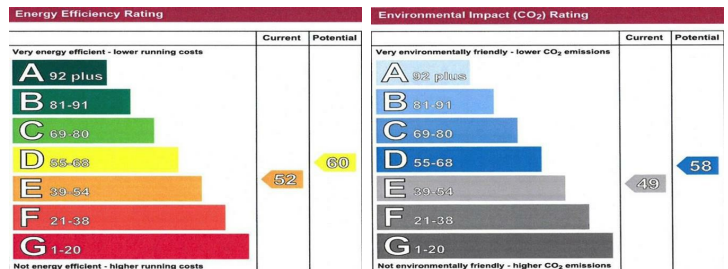 Energy Efficiency Rating
Current Potential
Very energy efficient - lower running costs
A 92 plus
B 81-91
C 69-80
D 55-68
60
E 39-54
52
F 21-38
G 1-20
Not energy efficient - higher running costs
Environmental Impact (CO₂) Rating
Current Potential
Very environmentally friendly - lower CO₂ emissions
A 92 plus
B 81-91
C 69-80
D 55-68
58
E 39-54
49
F 21-38
G 1-20
Not environmentally friendly - higher CO₂ emissions